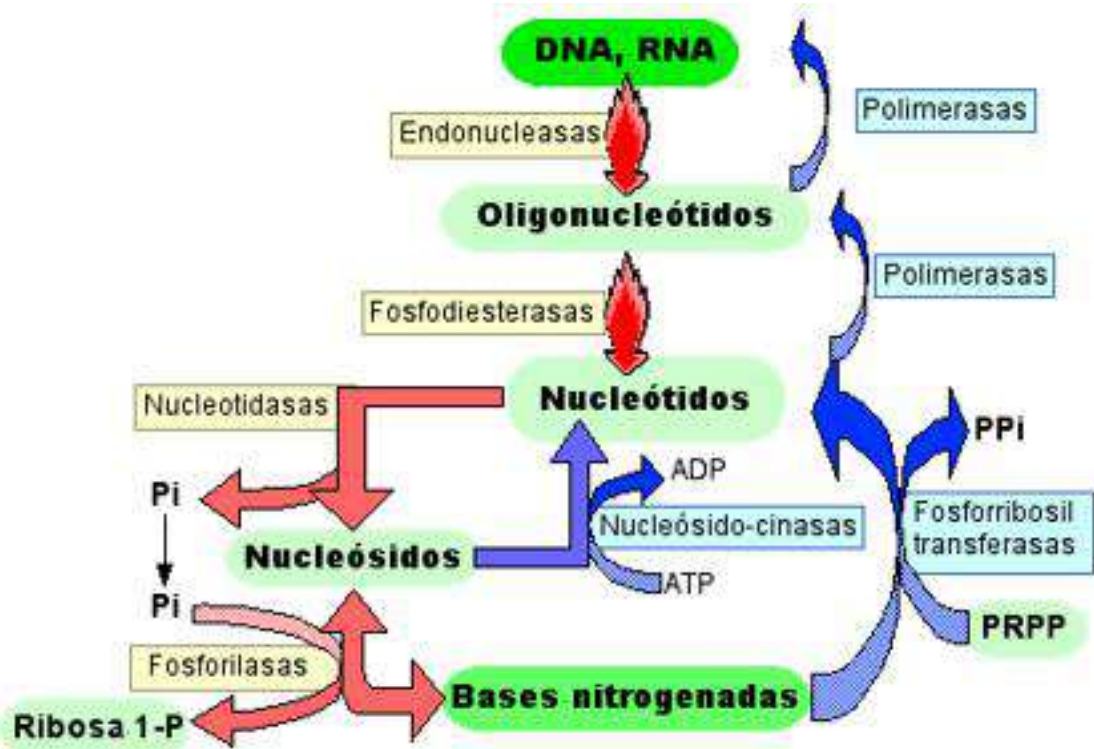 DNA, RNA
Endonucleasas
Polimerasas
Oligonucleótidos
Fosfodiesterasas
Polimerasas
Nucleotidasas
Nucleótidos
PPi
Pi
ADP
Nucleósido-cinasas
Fosforribosil
transferasas
Nucleósidos
ATP
Pi
PRPP
Fosforilasas
Bases nitrogenadas
Ribosa 1-P